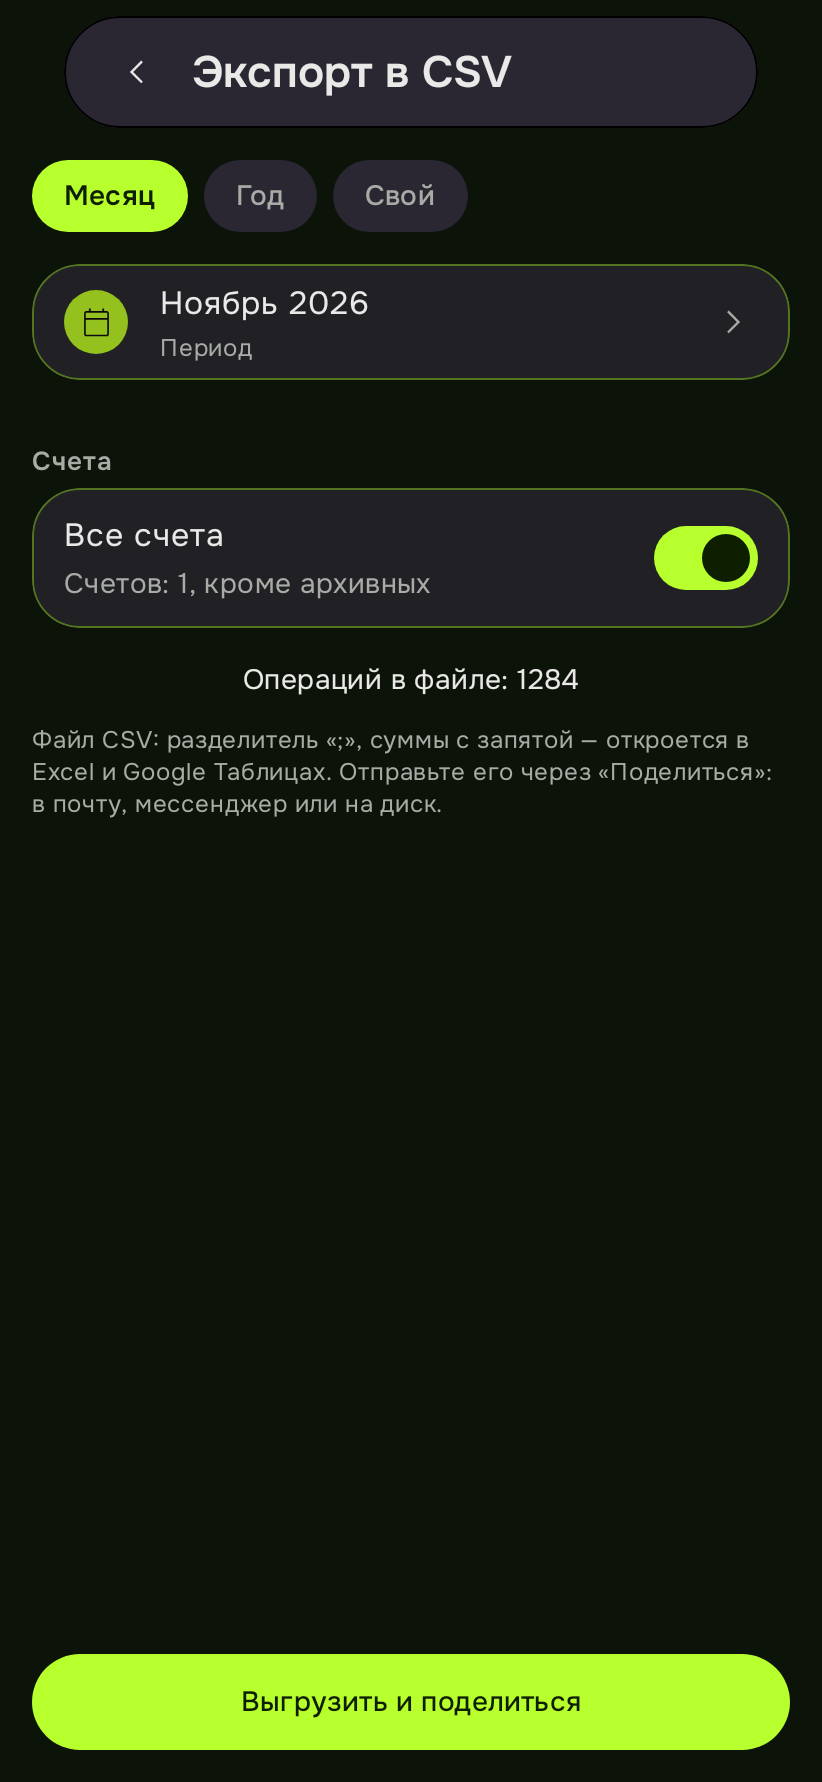 Экспорт в CSV
Месяц
Год
Свой
Ноябрь 2026
Период
Счета
Все счета
Счетов: 1, кроме архивных
Операций в файле: 1284
Файл CSV: разделитель «;», суммы с запятой — откроется в
Excel и Google Таблицах. Отправьте его через «Поделиться»:
в почту, мессенджер или на диск.
Выгрузить и поделиться